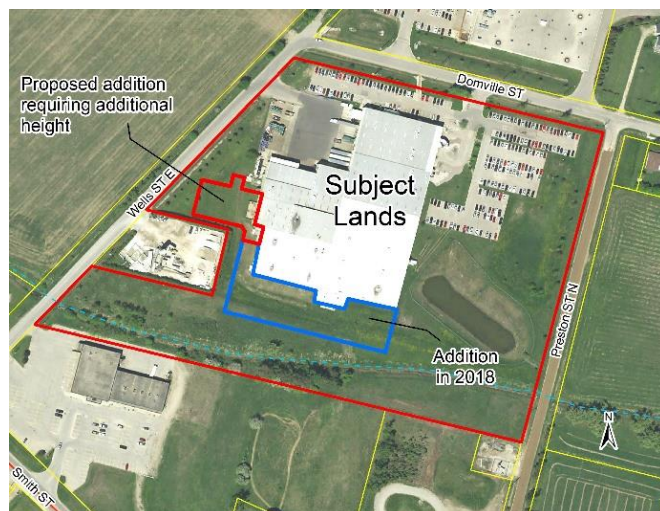 Domville ST
Proposed addition
requiring additional
height
Subject
Lands
Wells ST E
Preston ST N
Addition
in 2018
N
Smith ST